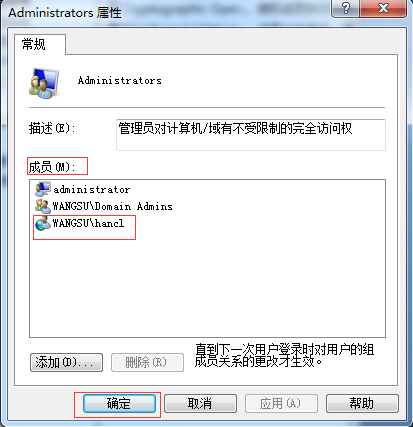 Administrators 属性
常规
Administrators
描述(E):
管理员对计算机/域有不受限制的完全访问权
成员(M):
administrator
WANGSU\Domain Admins
WANGSU\hancl
添加(D)...
删除(R)
直到下一次用户登录时对用户的组
成员关系的更改才生效。
确定
取消
应用(A)
帮助